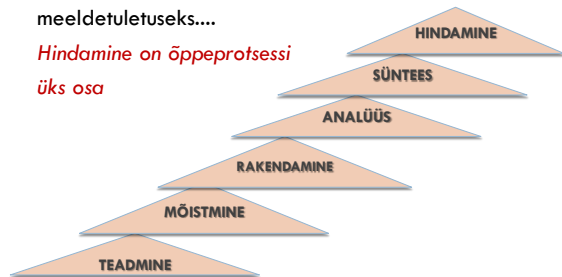 meeldetuletuseks....
Hindamine on õppeprotsessi
üks osa
HINDAMINE
SÜNTEES
ANALÜÜS
RAKENDAMINE
MÕISTMINE
TEADMINE